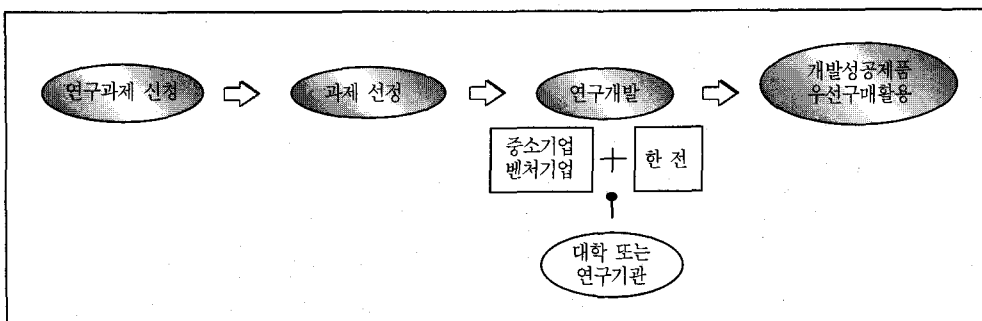 연구과제 신청
과제 선정
연구개발
개발성공제품
우선구매활용
중소기업
벤처기업
+
한 전
대학 또는
연구기관